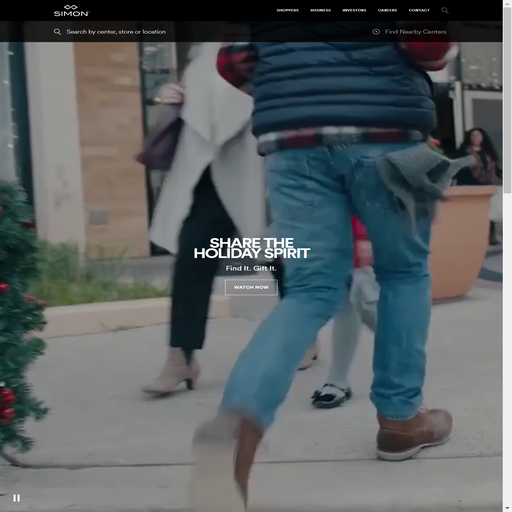 SIMON
SHOPPERS BUSINESS INVESTORS CAREERS CONTACT
Search by center, store or location
Find Nearby Centers
SHARE THE
HOLIDAY SPIRIT
Find It. Gift It.
WATCH NOW